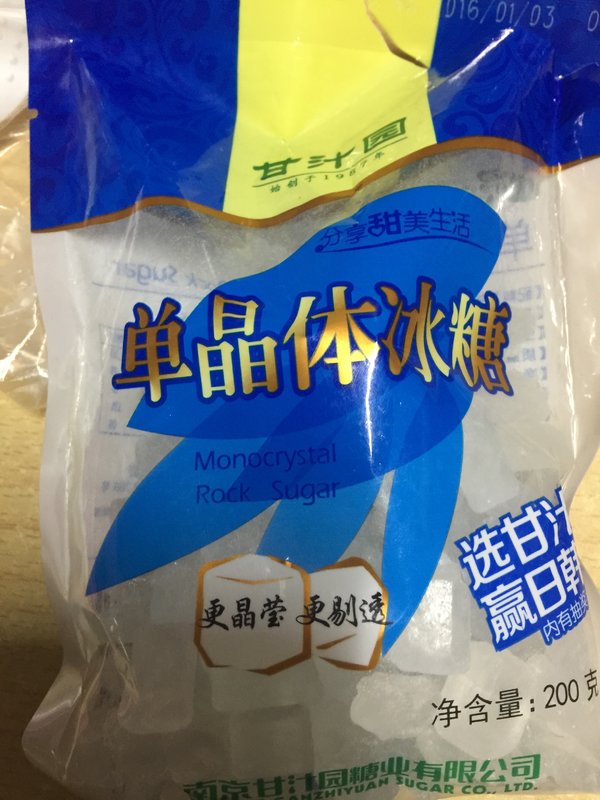 016/01/03
甘汁园
始创于1987年
分享甜美生活
单晶体冰糖
Monocrystal
Rock Sugar
更晶莹 更剔透
选甘汁
赢日韩
内有抽奖
净含量: 200 克
南京甘汁园糖业有限公司
GANZHIYUAN SUGAR CO., LTD.